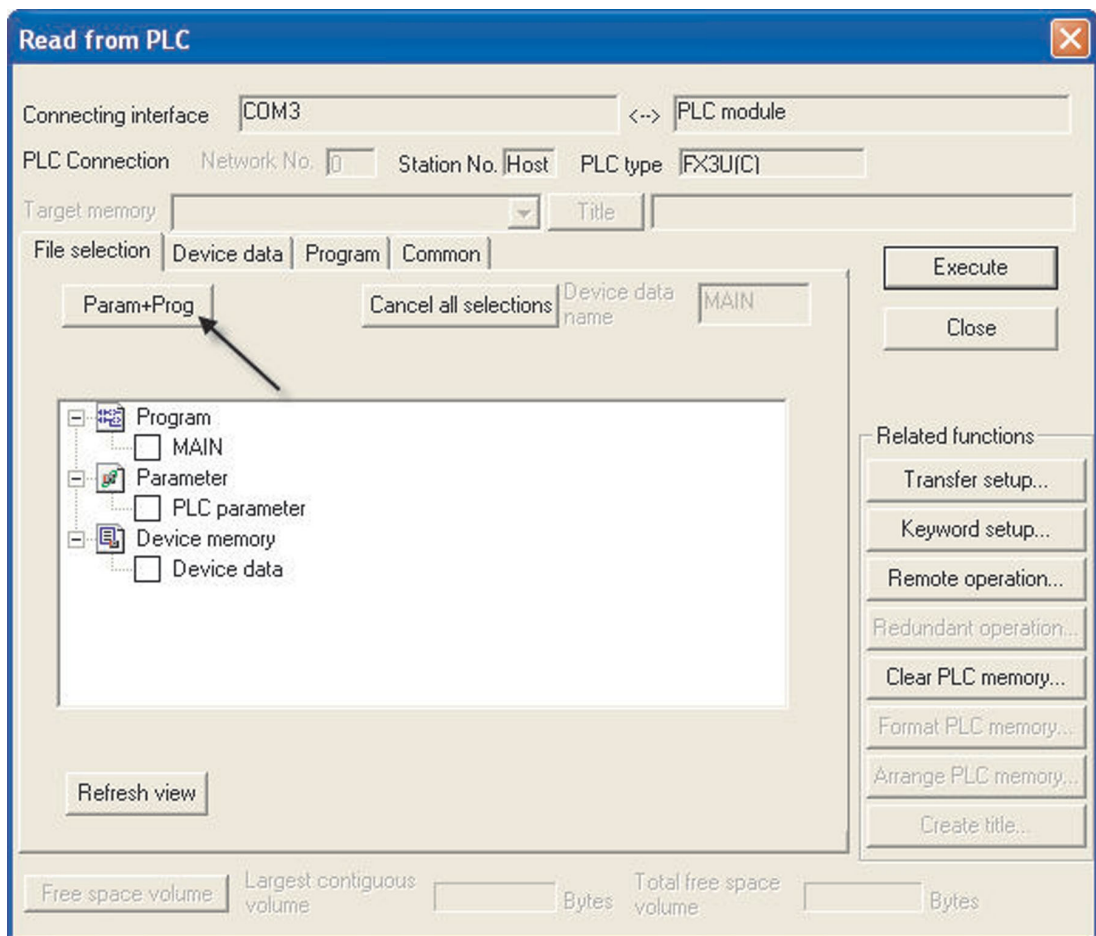 Read from PLC
Connecting interface COM3 <--> PLC module
PLC Connection Network No. 0 Station No. Host PLC type FX3U(C)
Target memory Title
File selection Device data Program Common
Execute
Param+Prog Cancel all selections Device data name MAIN
Close
Program
MAIN
Parameter
PLC parameter
Device memory
Device data
Refresh view
Related functions
Transfer setup...
Keyword setup...
Remote operation...
Redundant operation...
Clear PLC memory...
Format PLC memory...
Arrange PLC memory...
Create title...
Free space volume Largest contiguous volume Bytes Total free space volume Bytes